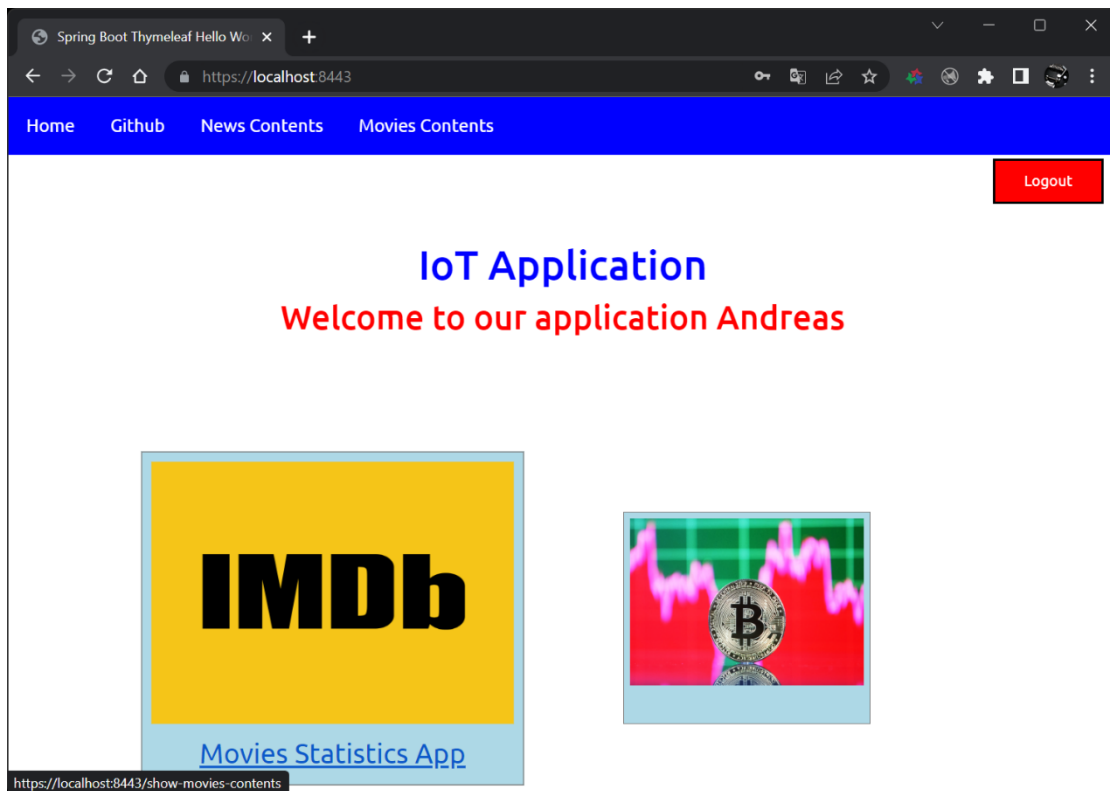 Spring Boot Thymeleaf Hello Wo
https://localhost:8443
Home Github News Contents Movies Contents
Logout
IoT Application
Welcome to our application Andreas
IMDb
Movies Statistics App
https://localhost:8443/show-movies-contents